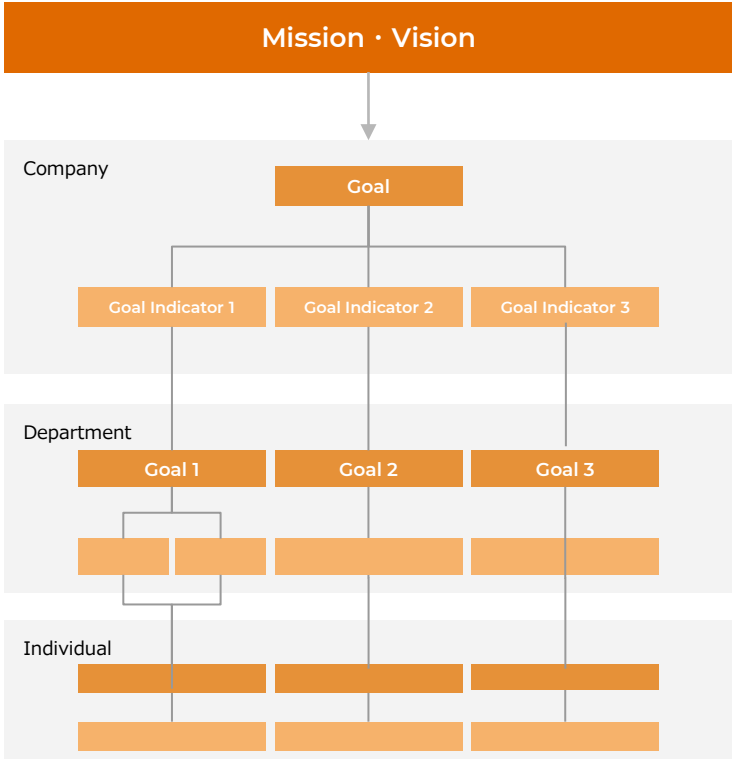 Mission・Vision
Company
Goal
Goal Indicator 1
Goal Indicator 2
Goal Indicator 3
Department
Goal 1
Goal 2
Goal 3
Individual